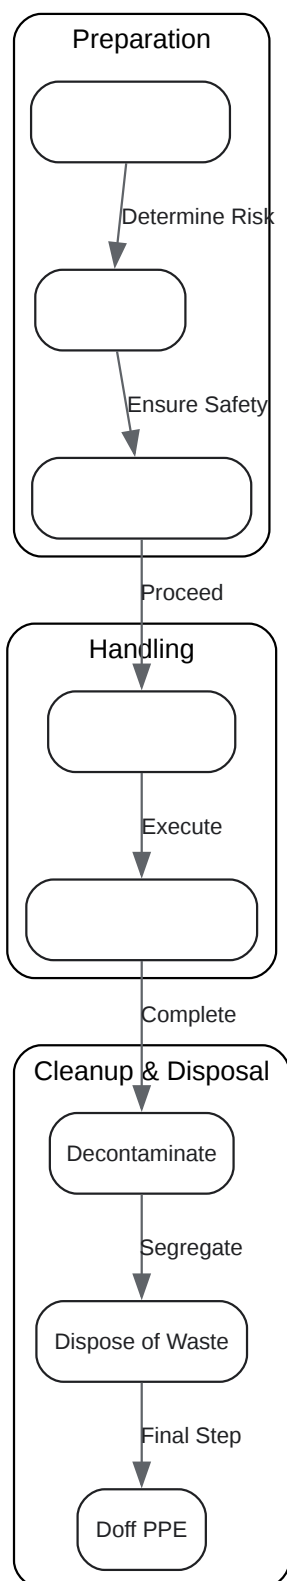 Preparation
Determine Risk
Ensure Safety
Proceed
Handling
Execute
Complete
Cleanup & Disposal
Decontaminate
Segregate
Dispose of Waste
Final Step
Doff PPE